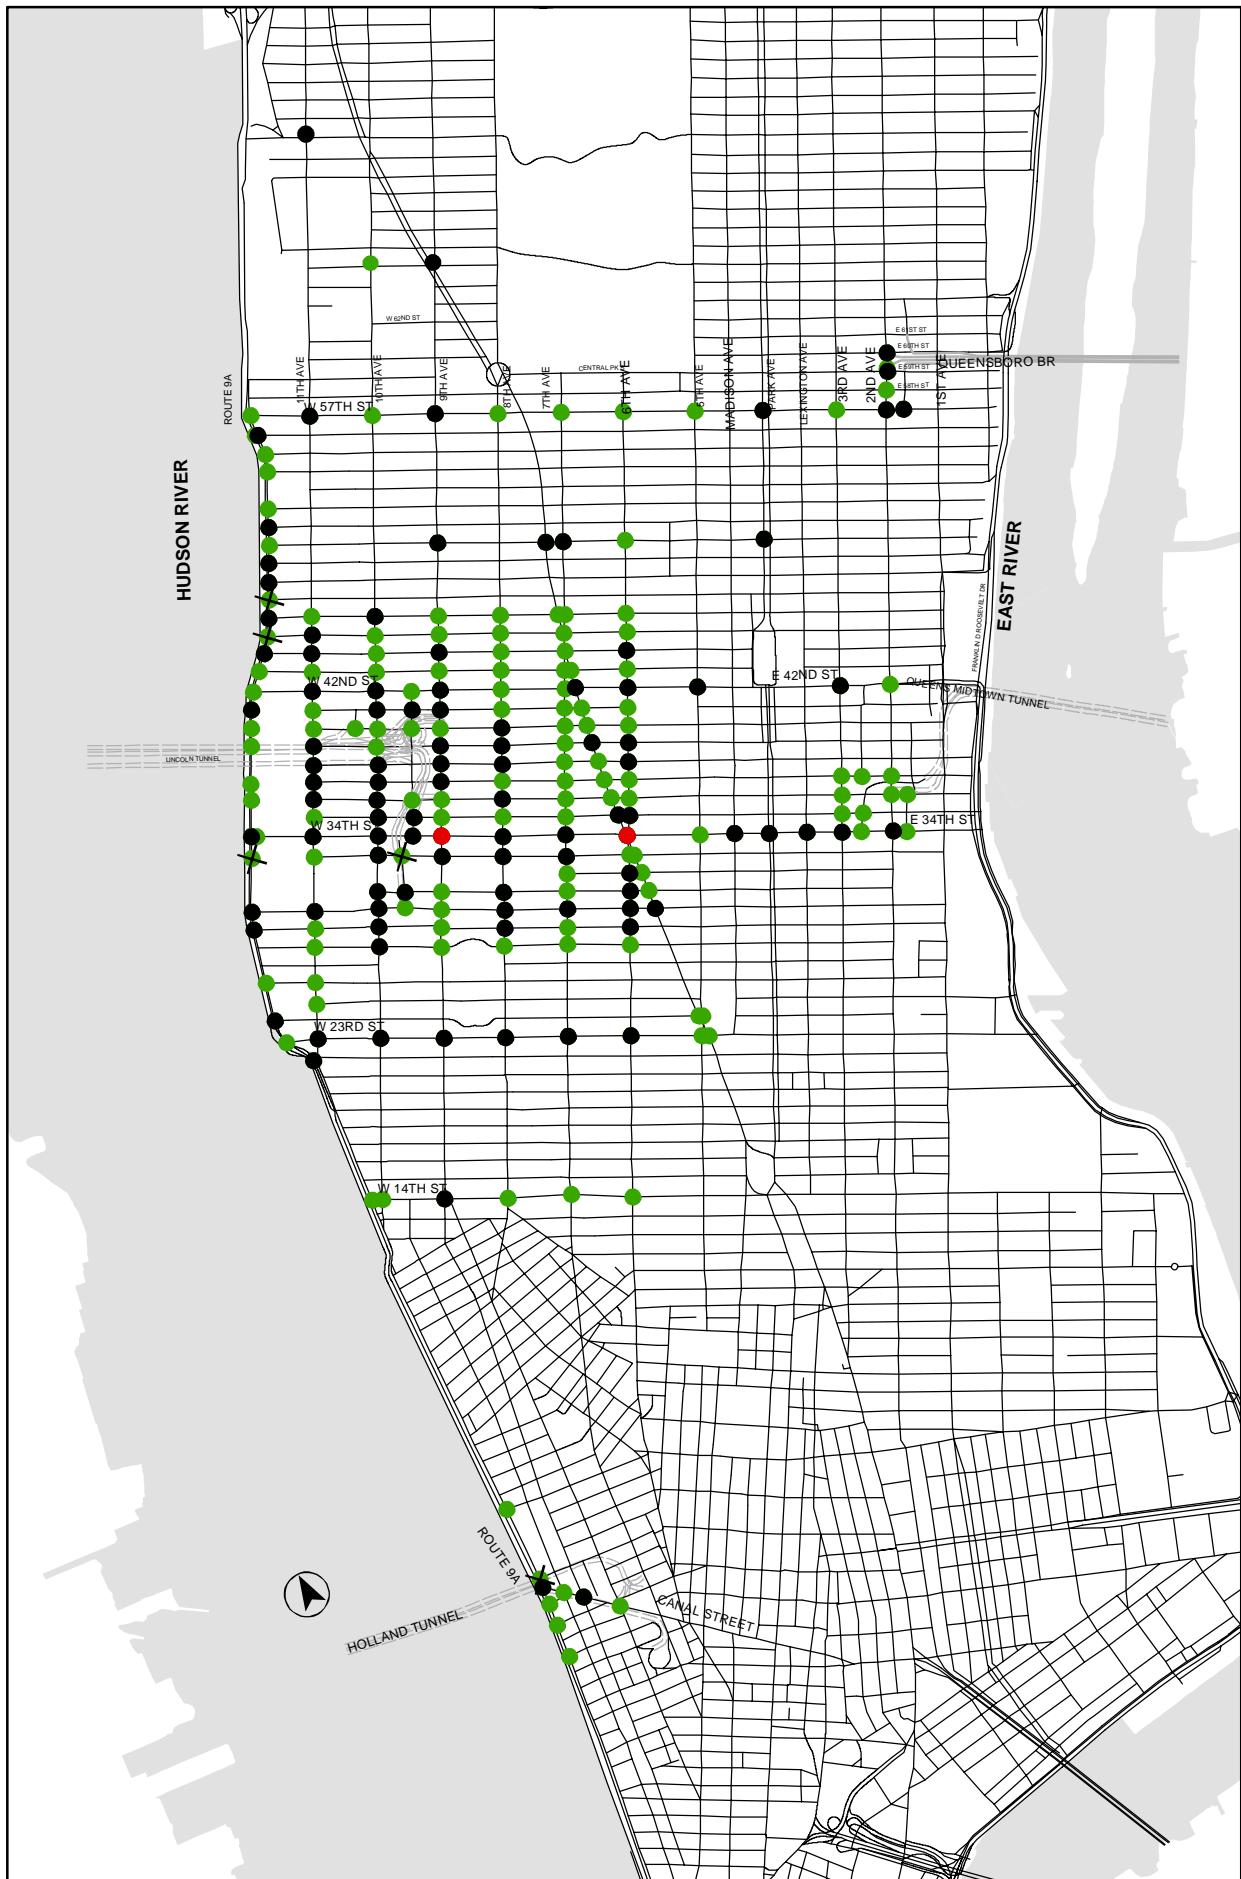 W 62ND ST
E 61ST ST
E 60TH ST
QUEENSBORO BR
CENTRAL PK
E 59TH ST
E 58TH ST
ROUTE 9A
11TH AVE
10TH AVE
9TH AVE
8TH AVE
7TH AVE
6TH AVE
5TH AVE
MADISON AVE
PARK AVE
LEXINGTON AVE
3RD AVE
2ND AVE
1ST AVE
W 57TH ST
HUDSON RIVER
EAST RIVER
FRANKLIN D ROOSEVELT DR
W 42ND ST
E 42ND ST
QUEENS MIDTOWN TUNNEL
LINCOLN TUNNEL
W 34TH S
E 34TH ST
W 23RD ST
W 14TH ST
ROUTE 9A
HOLLAND TUNNEL
CANAL STREET